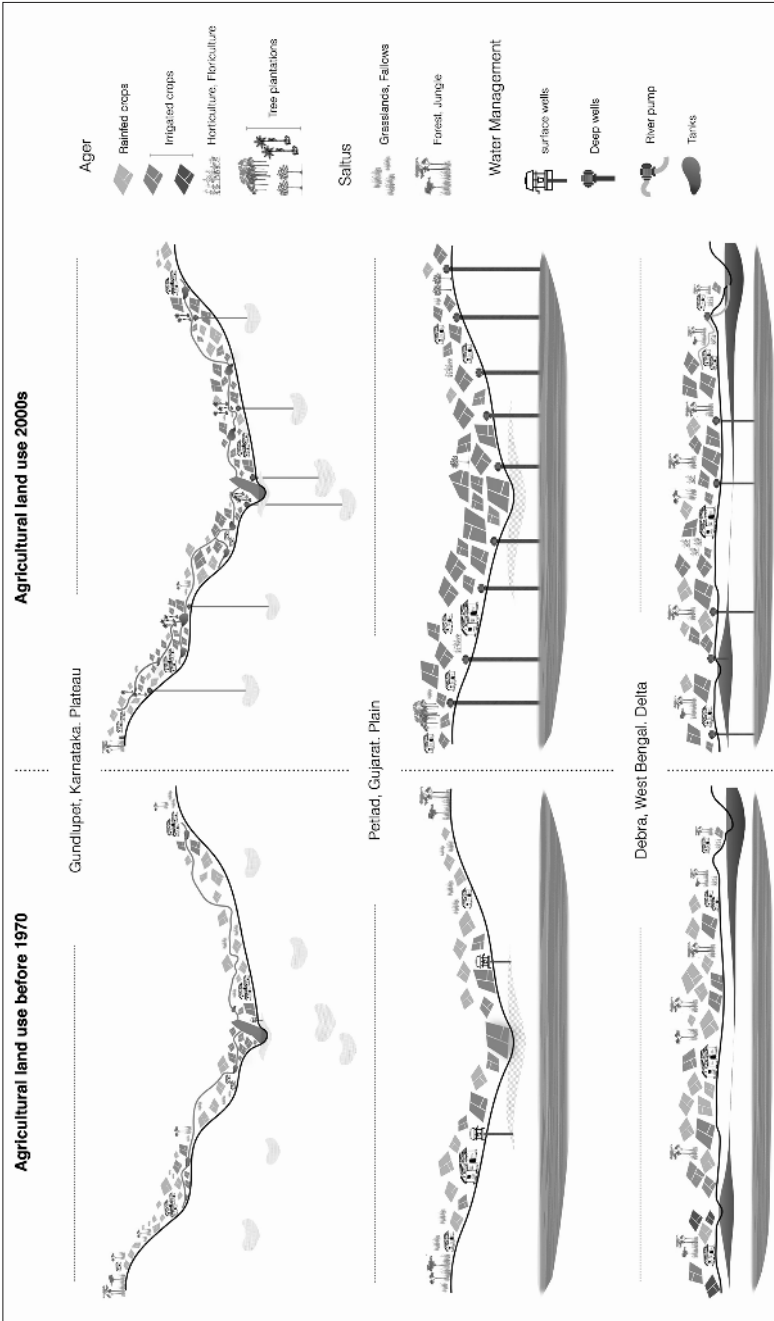 Agricultural land use before 1970
Agricultural land use 2000s
Gundlupet, Karnataka. Plateau
Petlad, Gujarat. Plain
Debra, West Bengal. Delta
Ager
Rainfed crops
Irrigated crops
Horticulture, Floriculture
Tree plantations
Saltus
Grasslands, Fallows
Forest. Jungle
Water Management
surface wells
Deep wells
River pump
Tanks